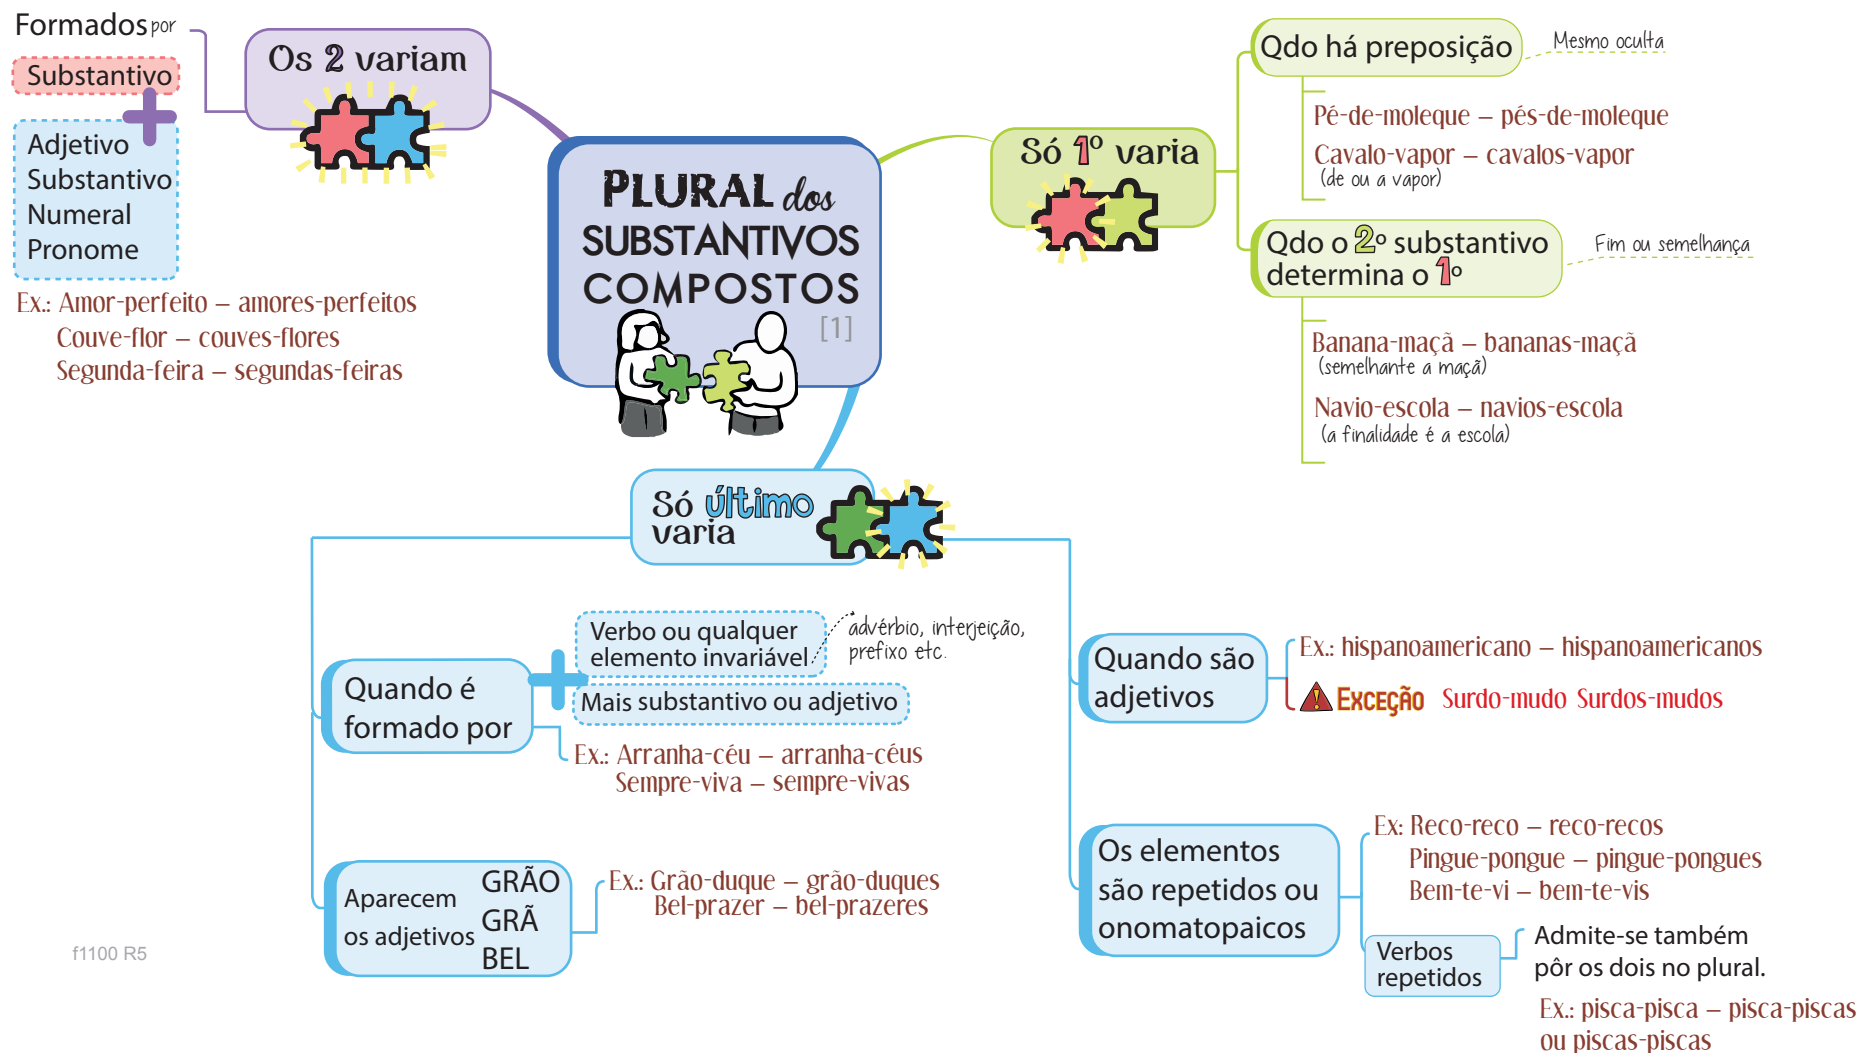 PLURAL dos
SUBSTANTIVOS
COMPOSTOS
[1]
Os 2 variam
Formados por
Substantivo
Adjetivo
Substantivo
Numeral
Pronome
Ex.: Amor-perfeito – amores-perfeitos
Couve-flor – couves-flores
Segunda-feira – segundas-feiras
Só 1º varia
Qdo há preposição
Mesmo oculta
Pé-de-moleque – pés-de-moleque
Cavalo-vapor – cavalos-vapor
(de ou a vapor)
Qdo o 2º substantivo
determina o 1º
Fim ou semelhança
Banana-maçã – bananas-maçã
(semelhante a maçã)
Navio-escola – navios-escola
(a finalidade é a escola)
Só último
varia
Quando é
formado por
Verbo ou qualquer
elemento invariável
advérbio, interjeição,
prefixo etc.
Mais substantivo ou adjetivo
Ex.: Arranha-céu – arranha-céus
Sempre-viva – sempre-vivas
Aparecem
os adjetivos
GRÃO
GRÃ
BEL
Ex.: Grão-duque – grão-duques
Bel-prazer – bel-prazeres
Quando são
adjetivos
Ex.: hispanoamericano – hispanoamericanos
Exceção Surdo-mudo Surdos-mudos
Os elementos
são repetidos ou
onomatopaicos
Ex: Reco-reco – reco-recos
Pingue-pongue – pingue-pongues
Bem-te-vi – bem-te-vis
Verbos
repetidos
Admite-se também
pôr os dois no plural.
Ex.: pisca-pisca – pisca-piscas
ou piscas-piscas
f1100 R5